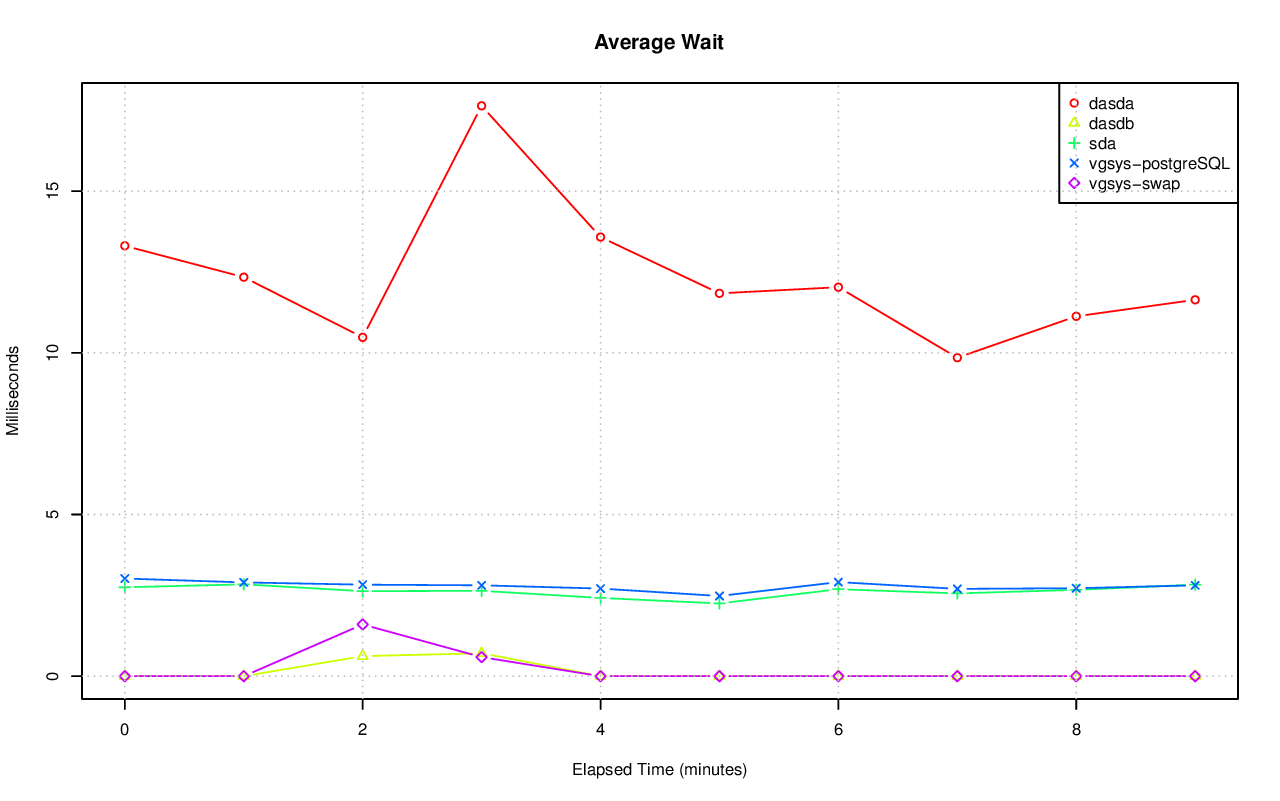 Average Wait
dasda
dasdb
sda
vgsys−postgreSQL
vgsys−swap
Milliseconds
15
10
5
0
0 2 4 6 8
Elapsed Time (minutes)